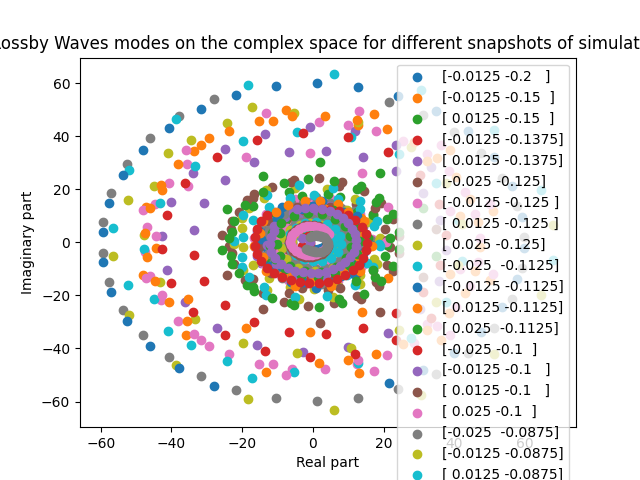 ossby Waves modes on the complex space for different snapshots of simulat
Imaginary part
60
40
20
0
−20
−40
−60
−60
−40
−20
0
20
40
60
Real part
[-0.0125 -0.2   ]
[-0.0125 -0.15  ]
[ 0.0125 -0.15  ]
[-0.0125 -0.1375]
[ 0.0125 -0.1375]
[-0.025 -0.125]
[-0.0125 -0.125 ]
[ 0.0125 -0.125 ]
[ 0.025 -0.125]
[-0.025  -0.1125]
[-0.0125 -0.1125]
[ 0.0125 -0.1125]
[ 0.025  -0.1125]
[-0.025 -0.1  ]
[-0.0125 -0.1   ]
[ 0.0125 -0.1   ]
[ 0.025 -0.1  ]
[-0.025  -0.0875]
[-0.0125 -0.0875]
[ 0.0125 -0.0875]